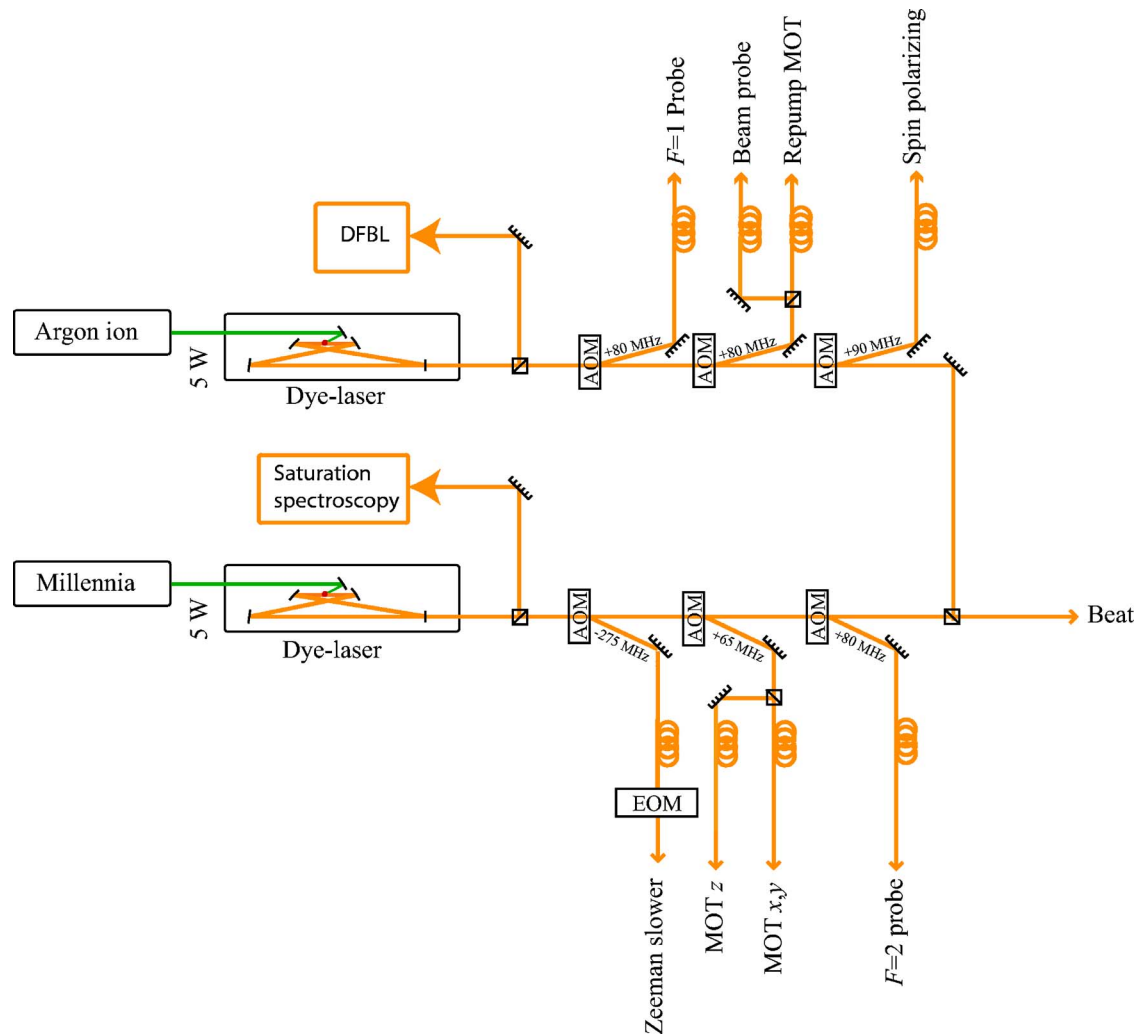 F=1 Probe
Beam probe
Repump MOT
Spin polarizing
DFBL
Argon ion
5 W
Dye-laser
AOM
+80 MHz
AOM
+80 MHz
AOM
+90 MHz
Saturation
spectroscopy
Millennia
5 W
Dye-laser
AOM
-275 MHz
AOM
+65 MHz
AOM
+80 MHz
Beat
EOM
Zeeman slower
MOT z
MOT x,y
F=2 probe